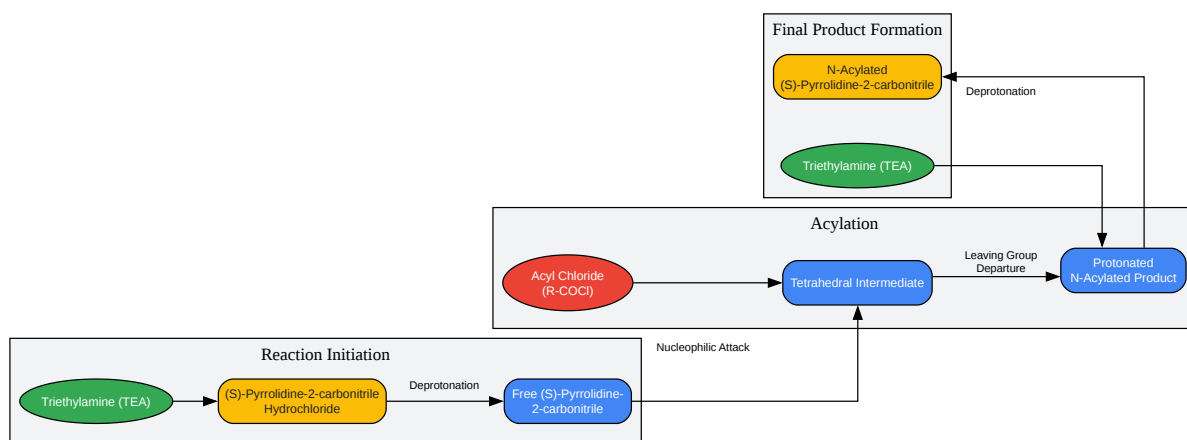 Final Product Formation
N-Acylated
(S)-Pyrrolidine-2-carbonitrile
Deprotonation
Triethylamine (TEA)
Acylation
Acyl Chloride
(R-COCl)
Tetrahedral Intermediate
Leaving Group
Departure
Protonated
N-Acylated Product
Reaction Initiation
Nucleophilic Attack
Triethylamine (TEA)
(S)-Pyrrolidine-2-carbonitrile
Hydrochloride
Deprotonation
Free (S)-Pyrrolidine-
2-carbonitrile